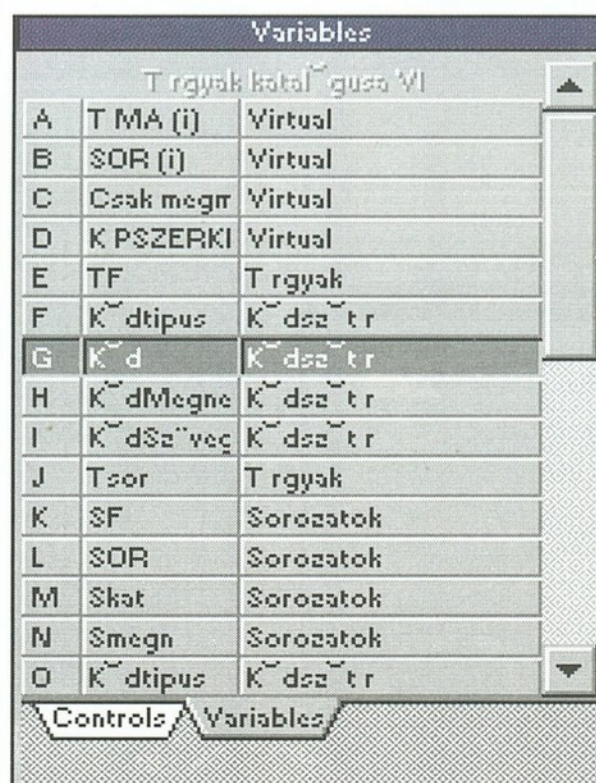 Variables
T rgyak katal˘gusa VI
A T MA (i) Virtual
B SOR (i) Virtual
C Csak megm Virtual
D K PSZERKI Virtual
E TF T rgyak
F K˘dtipus K˘dsz˘t r
G K˘d K˘dsz˘t r
H K˘dMegne K˘dsz˘t r
I K˘dSz¨veg K˘dsz˘t r
J Tsor T rgyak
K SF Sorozatok
L SOR Sorozatok
M Skat Sorozatok
N Smegn Sorozatok
O K˘dtipus K˘dsz˘t r
Controls Variables